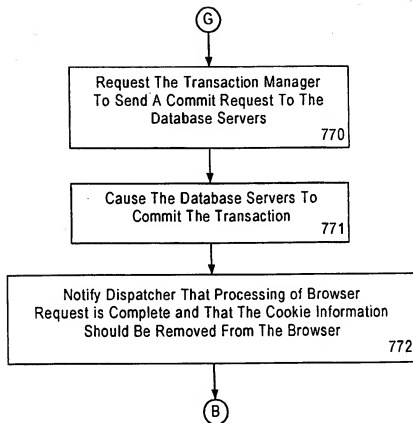 G
Request The Transaction Manager
To Send A Commit Request To The
Database Servers
770
Cause The Database Servers To
Commit The Transaction
771
Notify Dispatcher That Processing of Browser
Request is Complete and That The Cookie Information
Should Be Removed From The Browser
772
B